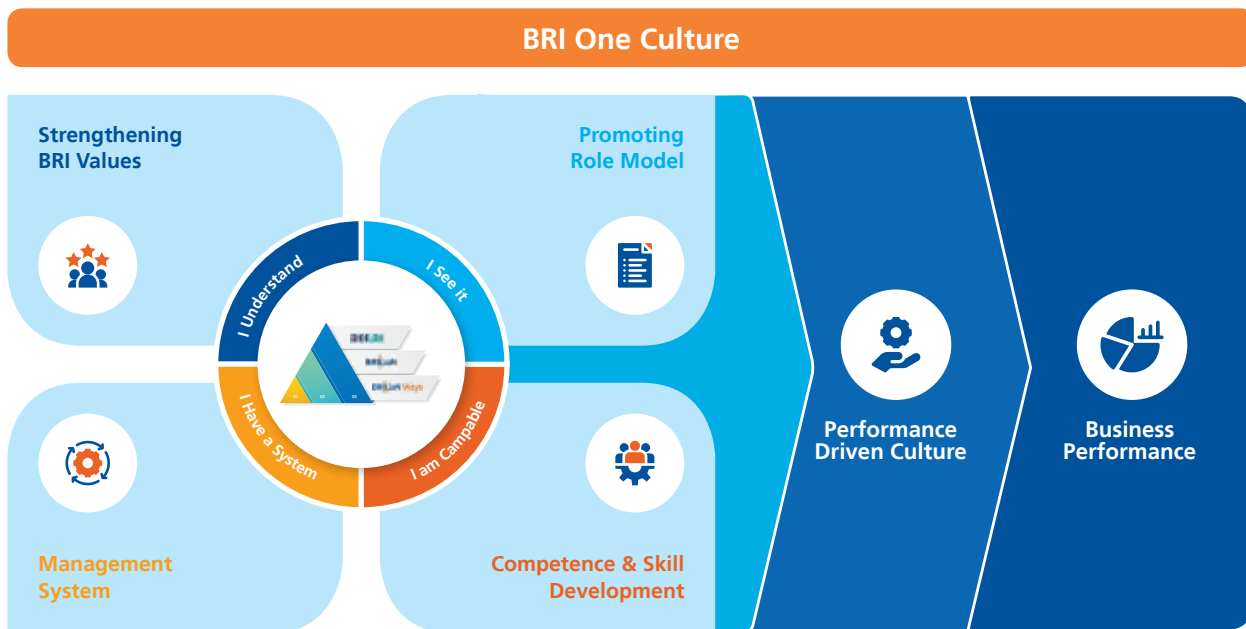 BRI One Culture
Strengthening
BRI Values
Promoting
Role Model
I Understand
I See it
I Have a System
I am Campable
Management
System
Competence & Skill
Development
Performance
Driven Culture
Business
Performance